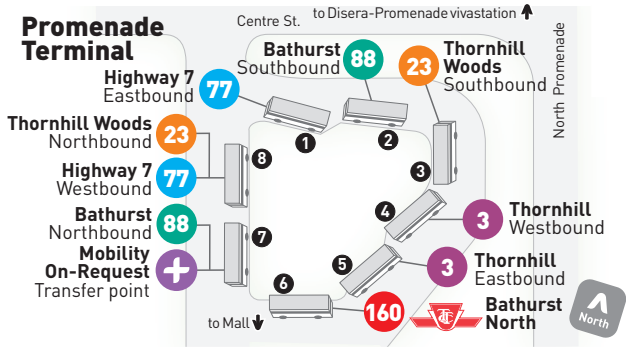 Promenade
Terminal
Centre St.
to Disera-Promenade vivastation
North Promenade
Highway 7
Eastbound
77
Bathurst
Southbound
88
23
Thornhill
Woods
Southbound
Thornhill Woods
Northbound
23
Highway 7
Westbound
77
Bathurst
Northbound
88
Mobility
On-Request
Transfer point
1
2
3
4
5
6
7
8
3
Thornhill
Westbound
3
Thornhill
Eastbound
160
TTC
Bathurst
North
to Mall
North